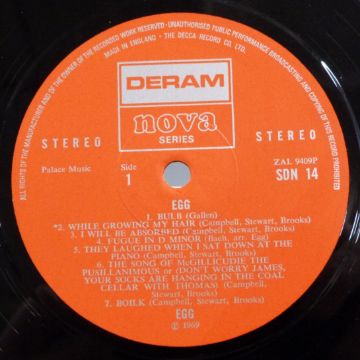 ALL RIGHTS OF THE MANUFACTURER AND OF THE OWNER OF THE RECORDED WORK RESERVED · UNAUTHORISED PUBLIC PERFORMANCE BROADCASTING AND COPYING OF THIS RECORD PROHIBITED
MADE IN ENGLAND · THE DECCA RECORD CO. LTD.
DERAM
nova
SERIES
STEREO
STEREO
Palace Music
Side
1
ZAL 9409P
SDN 14
EGG
1. BULB (Gallen)
*2. WHILE GROWING MY HAIR (Campbell, Stewart, Brooks)
3. I WILL BE ABSORBED (Campbell, Stewart, Brooks)
4. FUGUE IN D MINOR (Bach, arr. Egg)
5. THEY LAUGHED WHEN I SAT DOWN AT THE
PIANO (Campbell, Stewart, Brooks)
6. THE SONG OF McGILLICUDIE THE
PUSILLANIMOUS or (DON'T WORRY JAMES,
YOUR SOCKS ARE HANGING IN THE COAL
CELLAR WITH THOMAS) (Campbell, Stewart,
Brooks)
7. BOILK (Campbell, Stewart, Brooks)
EGG
℗ 1969